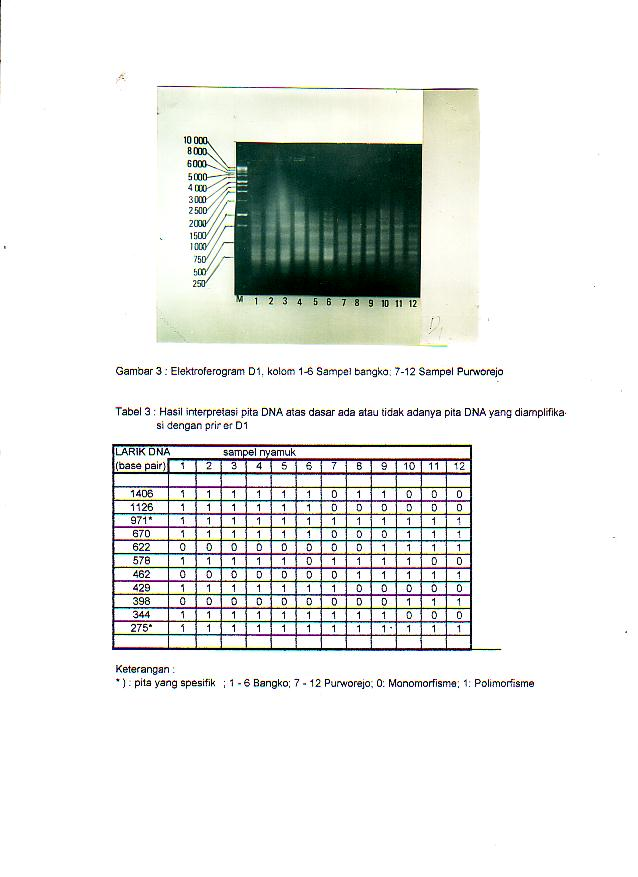 10 000
8 000
6000
5000
4 000
3 000
2 500
2000
1500
1000
750
500
250
M 1 2 3 4 5 6 7 8 9 10 11 12
D1
Gambar 3 : Elektroferogram D1, kolom 1-6 Sampel bangko; 7-12 Sampel Purworejo
Tabel 3 : Hasil interpretasi pita DNA atas dasar ada atau tidak adanya pita DNA yang diamplifika-
si dengan primer D1
LARIK DNA sampel nyamuk
(base pair) 1 2 3 4 5 6 7 8 9 10 11 12
1406 1 1 1 1 1 1 0 1 1 0 0 0
1126 1 1 1 1 1 1 0 0 0 0 0 0
971* 1 1 1 1 1 1 1 1 1 1 1 1
670 1 1 1 1 1 1 0 0 0 1 1 1
622 0 0 0 0 0 0 0 0 1 1 1 1
578 1 1 1 1 1 0 1 1 1 1 0 0
462 0 0 0 0 0 0 0 1 1 1 1 1
429 1 1 1 1 1 1 1 0 0 0 0 0
398 0 0 0 0 0 0 0 0 0 1 1 1
344 1 1 1 1 1 1 1 1 1 0 0 0
275* 1 1 1 1 1 1 1 1 1 1 1 1
Keterangan :
* ) : pita yang spesifik ; 1 - 6 Bangko; 7 - 12 Purworejo; 0: Monomorfisme; 1: Polimorfisme